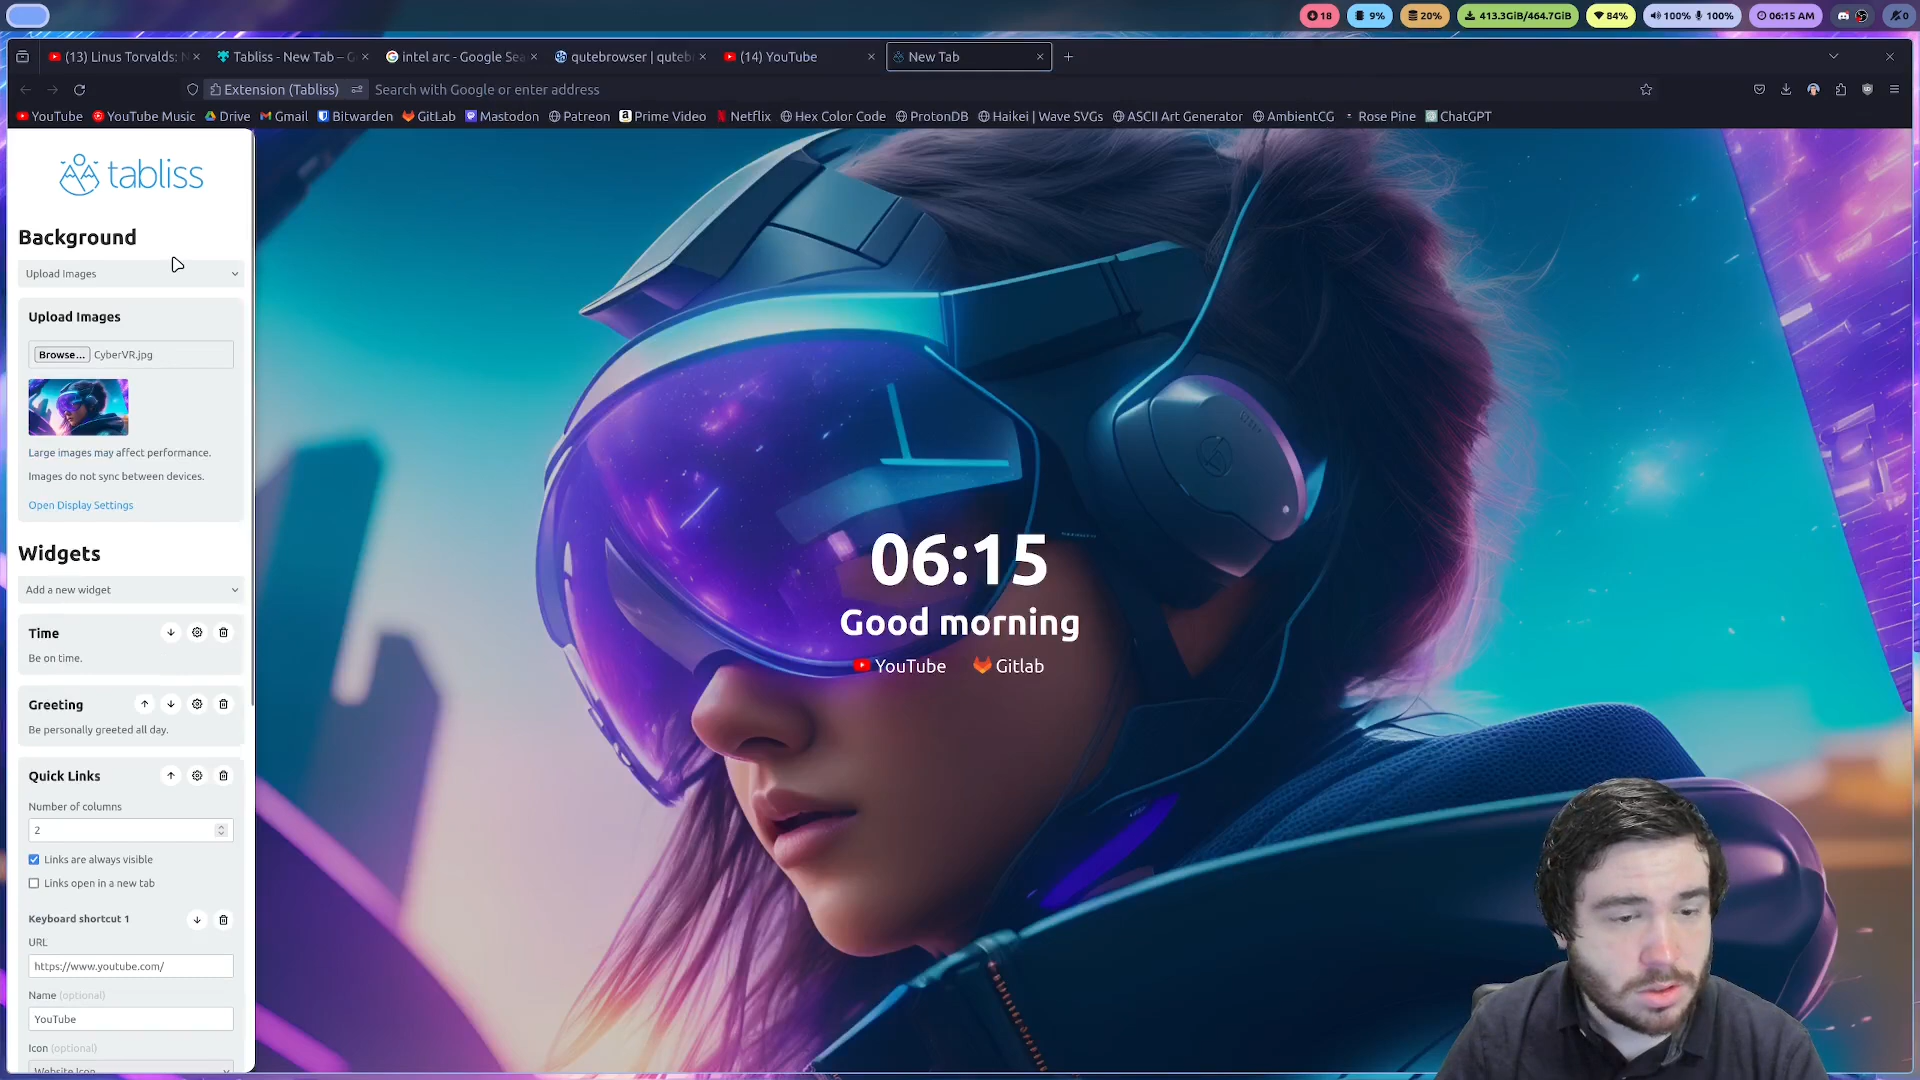 18
9%
20%
413.3GiB/464.7GiB
84%
100% 100%
06:15 AM
0
(13) Linus Torvalds: N
Tabliss - New Tab – G
intel arc - Google Sea
qutebrowser | quteb
(14) YouTube
New Tab
Extension (Tabliss)
Search with Google or enter address
YouTube
YouTube Music
Drive
Gmail
Bitwarden
GitLab
Mastodon
Patreon
Prime Video
Netflix
Hex Color Code
ProtonDB
Haikei | Wave SVGs
ASCII Art Generator
AmbientCG
Rose Pine
ChatGPT
tabliss
Background
Upload Images
Upload Images
Browse... CyberVR.jpg
Large images may affect performance.
Images do not sync between devices.
Open Display Settings
Widgets
Add a new widget
Time
Be on time.
Greeting
Be personally greeted all day.
Quick Links
Number of columns
2
Links are always visible
Links open in a new tab
Keyboard shortcut 1
URL
https://www.youtube.com/
Name (optional)
YouTube
Icon (optional)
Website Icon
06:15
Good morning
YouTube Gitlab